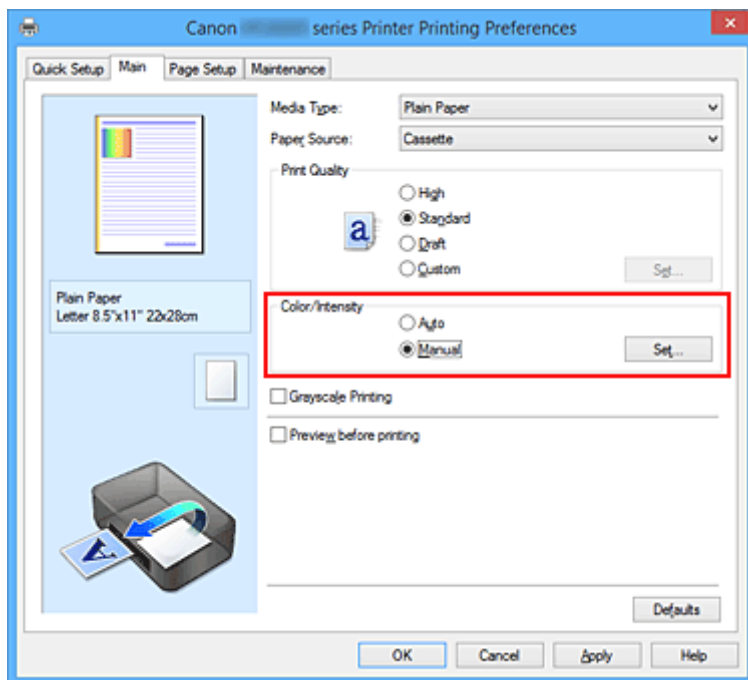 Canon series Printer Printing Preferences
Quick Setup Main Page Setup Maintenance
Media Type: Plain Paper
Paper Source: Cassette
Print Quality
High
a Standard
Draft
Custom Set...
Plain Paper
Letter 8.5"x11" 22x28cm
Color/Intensity
Auto
Manual Set...
Grayscale Printing
Preview before printing
A
Defaults
OK Cancel Apply Help